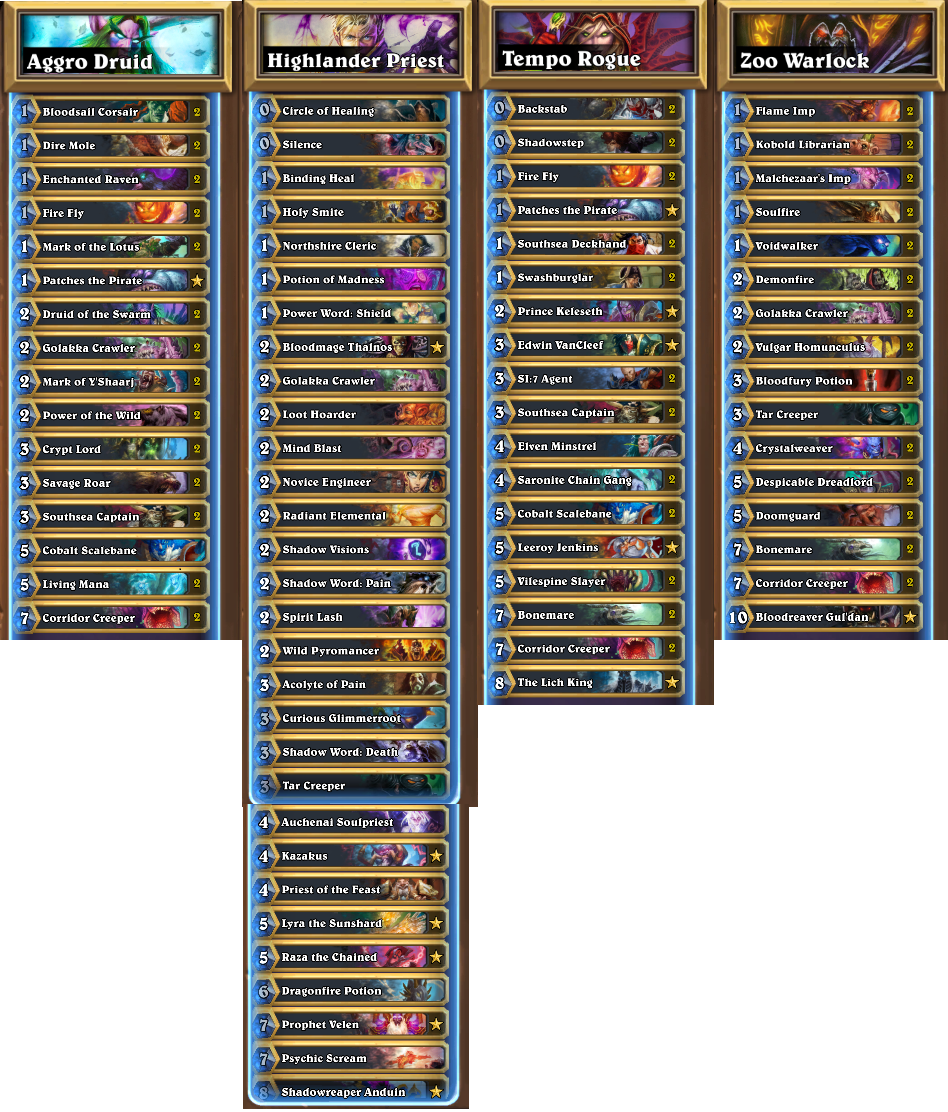 Aggro Druid
1 Bloodsail Corsair 2
1 Dire Mole 2
1 Enchanted Raven 2
1 Fire Fly 2
1 Mark of the Lotus 2
1 Patches the Pirate
2 Druid of the Swarm 2
2 Golakka Crawler 2
2 Mark of Y'Shaarj 2
2 Power of the Wild 2
3 Crypt Lord 2
3 Savage Roar 2
3 Southsea Captain 2
5 Cobalt Scalebane
5 Living Mana 2
7 Corridor Creeper 2
Highlander Priest
0 Circle of Healing
0 Silence
1 Binding Heal
1 Holy Smite
1 Northshire Cleric
1 Potion of Madness
1 Power Word: Shield
2 Bloodmage Thalnos
2 Golakka Crawler
2 Loot Hoarder
2 Mind Blast
2 Novice Engineer
2 Radiant Elemental
2 Shadow Visions
2 Shadow Word: Pain
2 Spirit Lash
2 Wild Pyromancer
3 Acolyte of Pain
3 Curious Glimmerroot
3 Shadow Word: Death
3 Tar Creeper
4 Auchenai Soulpriest
4 Kazakus
4 Priest of the Feast
5 Lyra the Sunshard
5 Raza the Chained
6 Dragonfire Potion
7 Prophet Velen
7 Psychic Scream
8 Shadowreaper Anduin
Tempo Rogue
0 Backstab 2
0 Shadowstep 2
1 Fire Fly 2
1 Patches the Pirate
1 Southsea Deckhand 2
1 Swashburglar 2
2 Prince Keleseth
3 Edwin VanCleef
3 SI:7 Agent 2
3 Southsea Captain 2
4 Elven Minstrel
4 Saronite Chain Gang 2
5 Cobalt Scalebane 2
5 Leeroy Jenkins
5 Vilespine Slayer 2
7 Bonemare 2
7 Corridor Creeper 2
8 The Lich King
Zoo Warlock
1 Flame Imp 2
1 Kobold Librarian 2
1 Malchezaar's Imp 2
1 Soulfire 2
1 Voidwalker 2
2 Demonfire 2
2 Golakka Crawler 2
2 Vulgar Homunculus 2
3 Bloodfury Potion 2
3 Tar Creeper
4 Crystalweaver 2
5 Despicable Dreadlord 2
5 Doomguard 2
7 Bonemare 2
7 Corridor Creeper 2
10 Bloodreaver Gul'dan